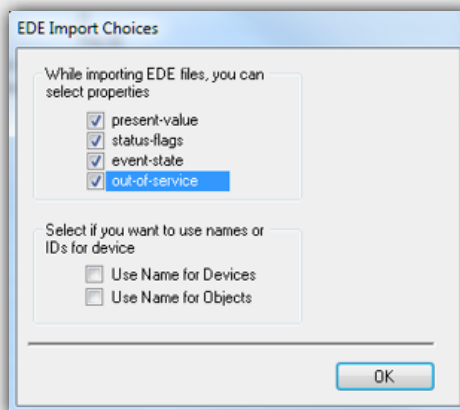 EDE Import Choices
While importing EDE files, you can
select properties
present-value
status-flags
event-state
out-of-service
Select if you want to use names or
IDs for device
Use Name for Devices
Use Name for Objects
OK